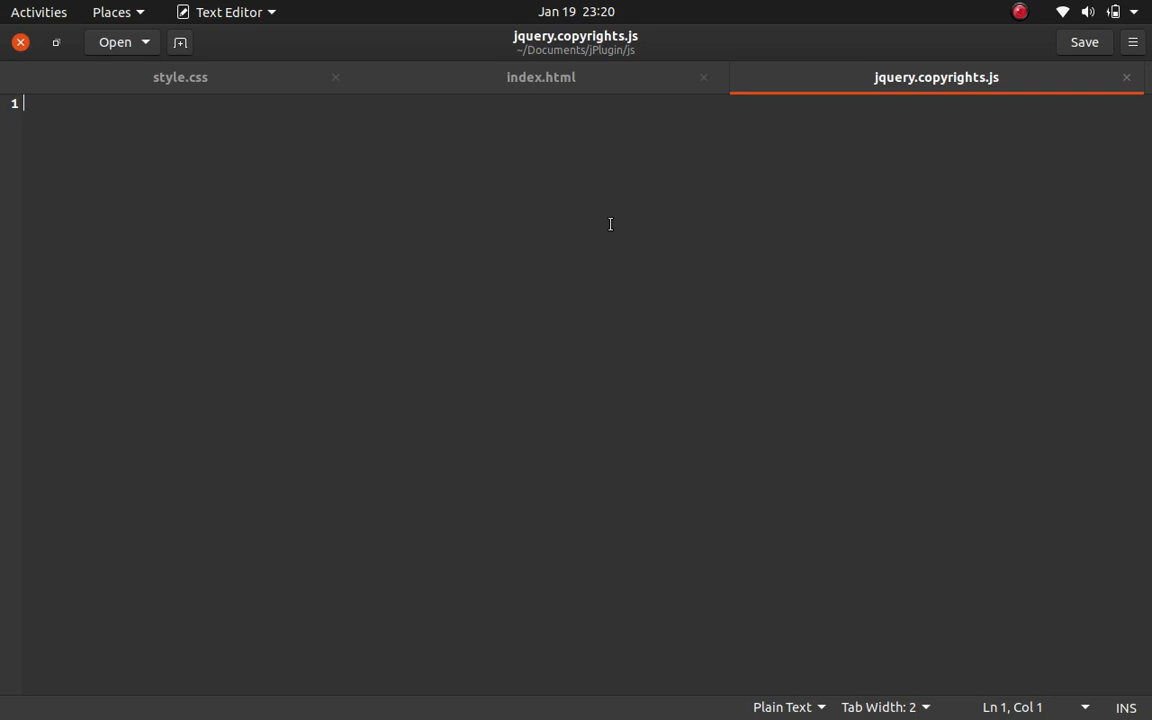 Activities Places Text Editor Jan 19 23:20
Open jquery.copyrights.js Save
~/Documents/jPlugin/js
style.css index.html jquery.copyrights.js
1
Plain Text Tab Width: 2 Ln 1, Col 1 INS